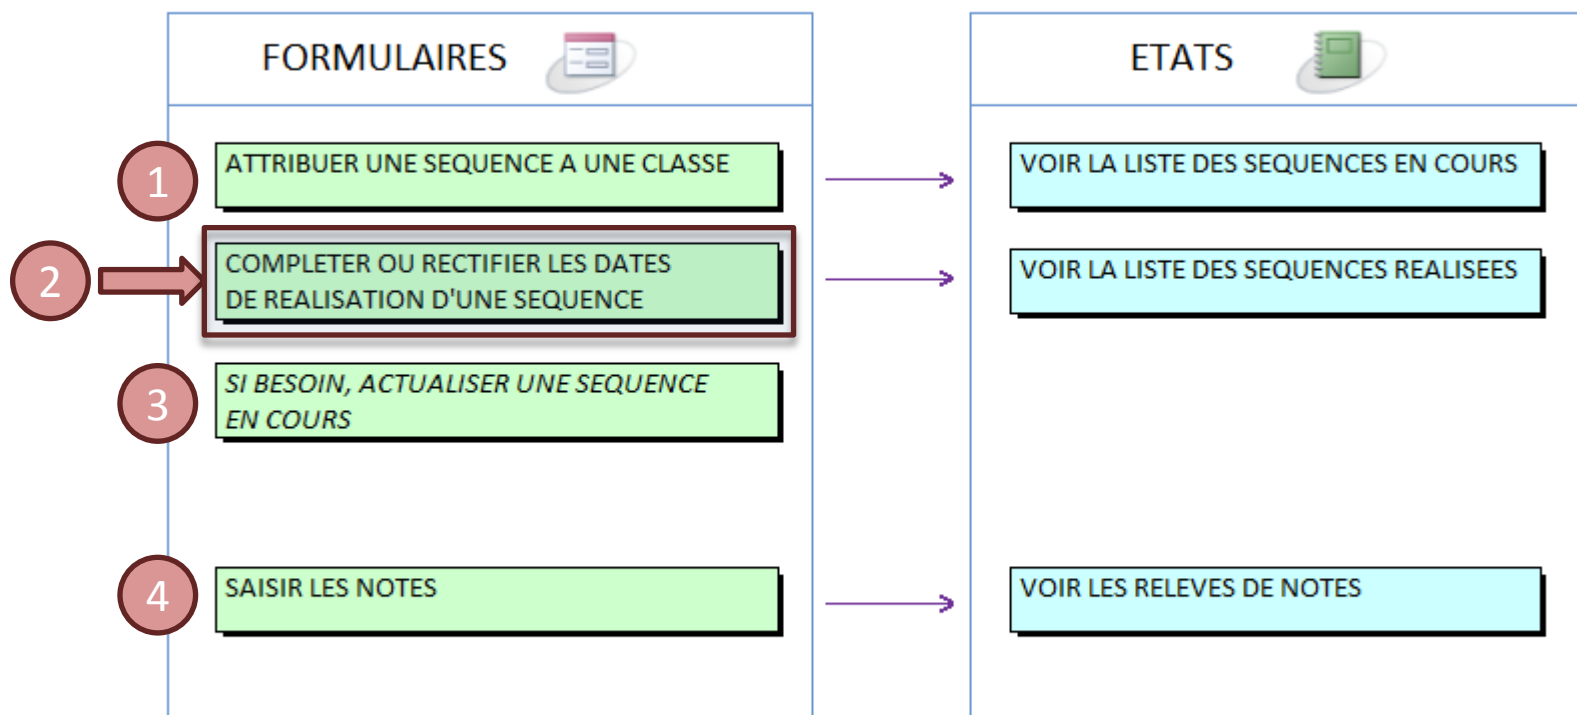 FORMULAIRES
ETATS
1
ATTRIBUER UNE SEQUENCE A UNE CLASSE
VOIR LA LISTE DES SEQUENCES EN COURS
2
COMPLETER OU RECTIFIER LES DATES
DE REALISATION D'UNE SEQUENCE
VOIR LA LISTE DES SEQUENCES REALISEES
3
SI BESOIN, ACTUALISER UNE SEQUENCE
EN COURS
4
SAISIR LES NOTES
VOIR LES RELEVES DE NOTES